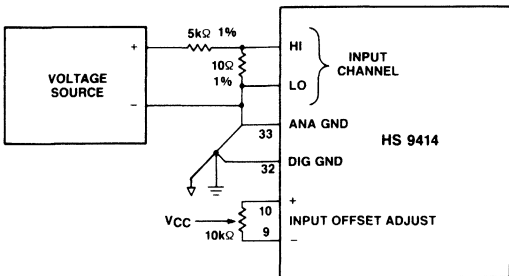 5kΩ 1%
+
HI
10Ω
1%
INPUT
CHANNEL
VOLTAGE
SOURCE
LO
−
ANA GND
33
HS 9414
DIG GND
32
+
10
VCC
INPUT OFFSET ADJUST
10kΩ
9
−